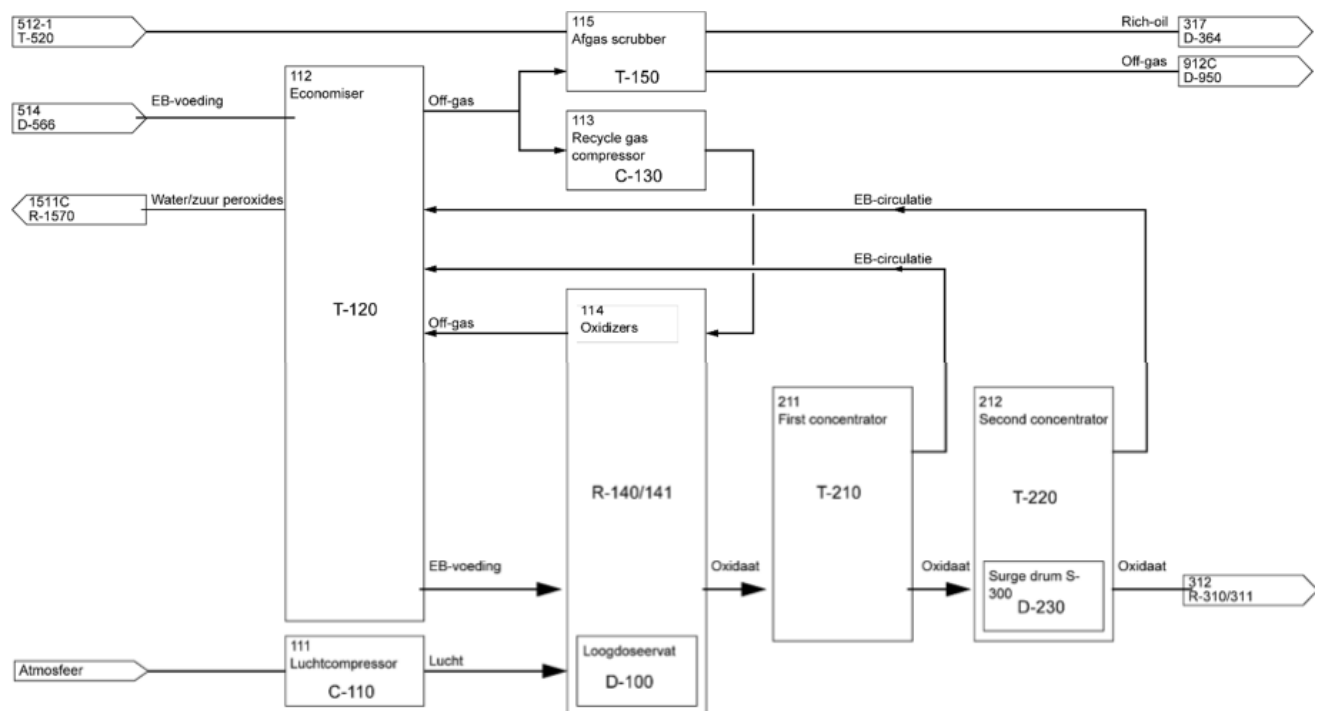 512-1
T-520
115
Afgas scrubber
T-150
Rich-oil
317
D-364
Off-gas
912C
D-950
112
Economiser
T-120
EB-voeding
514
D-566
Off-gas
113
Recycle gas
compressor
C-130
Water/zuur peroxides
1511C
R-1570
EB-circulatie
EB-circulatie
Off-gas
114
Oxidizers
R-140/141
211
First concentrator
T-210
212
Second concentrator
T-220
EB-voeding
Oxidaat
Oxidaat
Surge drum S-
300
D-230
Oxidaat
312
R-310/311
Atmosfeer
111
Luchtcompressor
C-110
Lucht
Loogdoseervat
D-100